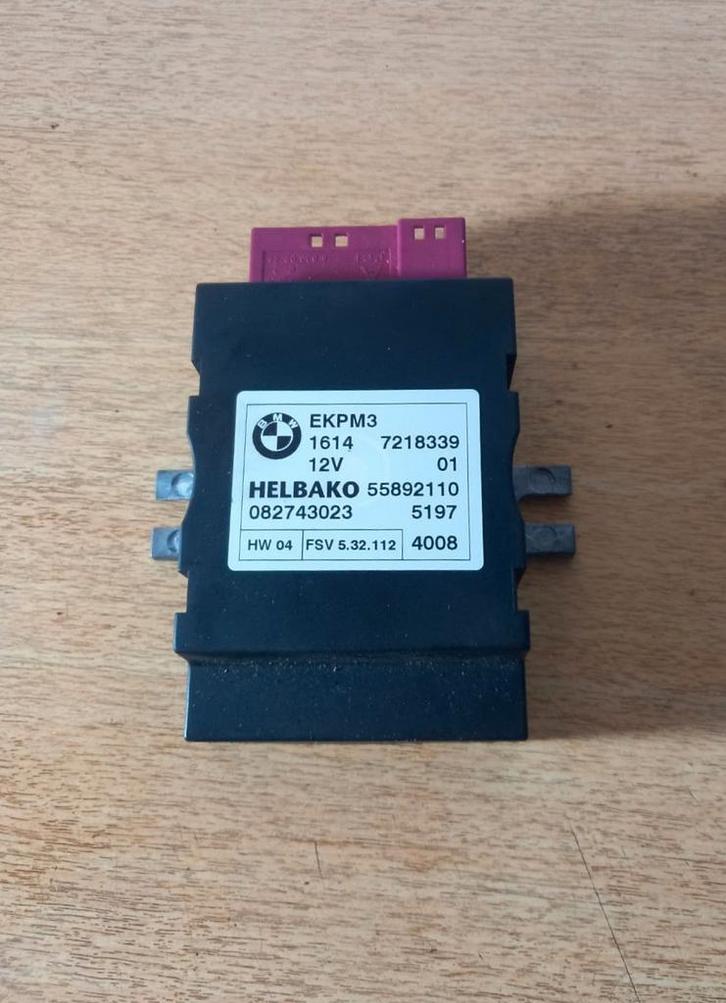 BMW
EKPM3
1614 7218339
12V 01
HELBAKO 55892110
082743023 5197
HW 04 FSV 5.32.112 4008